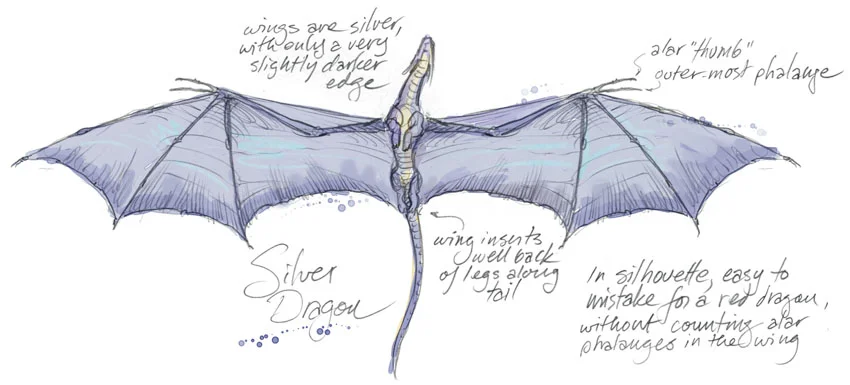 wings are silver,
with only a very
slightly darker
edge
alar "thumb"
outer-most phalange
wing inserts
well back
of legs along
tail
Silver
Dragon
In silhouette, easy to
mistake for a red dragon,
without counting alar
phalanges in the wing